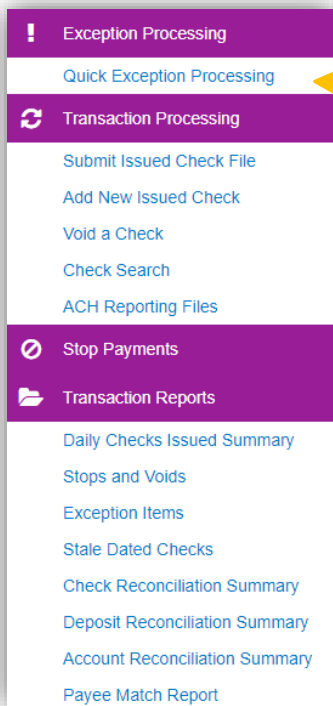 Exception Processing
Quick Exception Processing
Transaction Processing
Submit Issued Check File
Add New Issued Check
Void a Check
Check Search
ACH Reporting Files
Stop Payments
Transaction Reports
Daily Checks Issued Summary
Stops and Voids
Exception Items
Stale Dated Checks
Check Reconciliation Summary
Deposit Reconciliation Summary
Account Reconciliation Summary
Payee Match Report